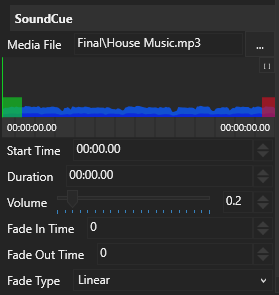 SoundCue
Media File Final\House Music.mp3 ...
00:00:00.00 00:00:00.00
Start Time 00:00.00
Duration 00:00.00
Volume 0.2
Fade In Time 0
Fade Out Time 0
Fade Type Linear